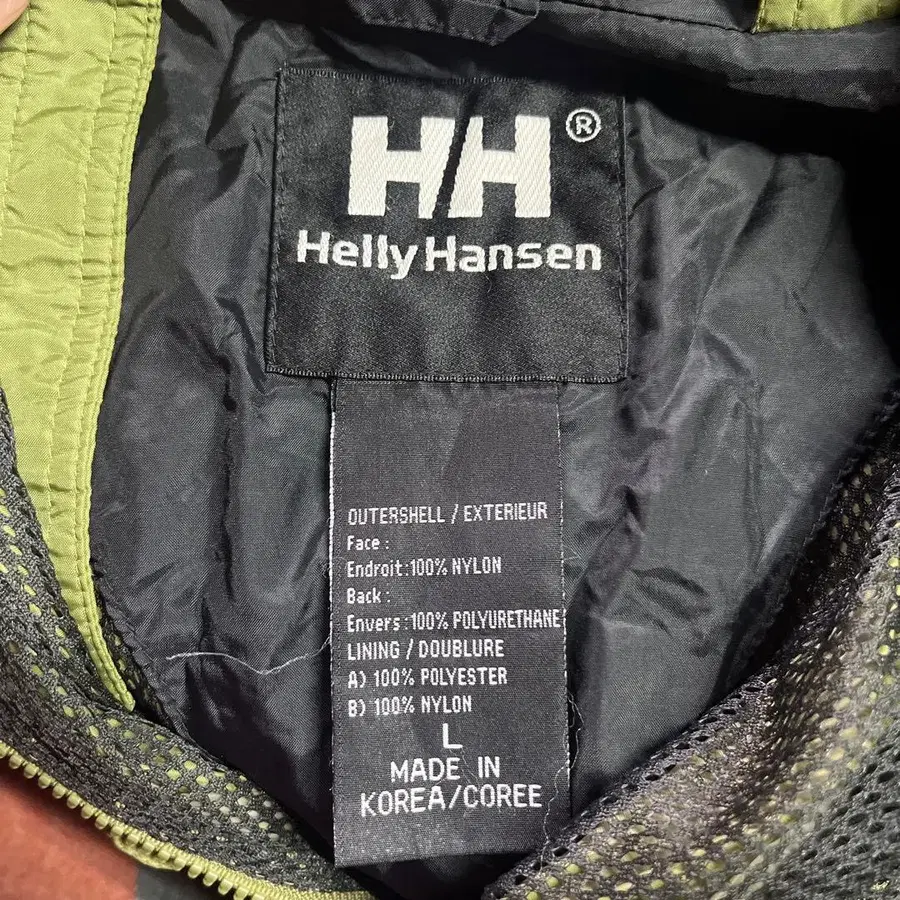 HH®
Helly Hansen
OUTERSHELL / EXTERIEUR
Face :
Endroit:100% NYLON
Back :
Envers :100% POLYURETHANE
LINING / DOUBLURE
A) 100% POLYESTER
B) 100% NYLON
L
MADE IN
KOREA/COREE